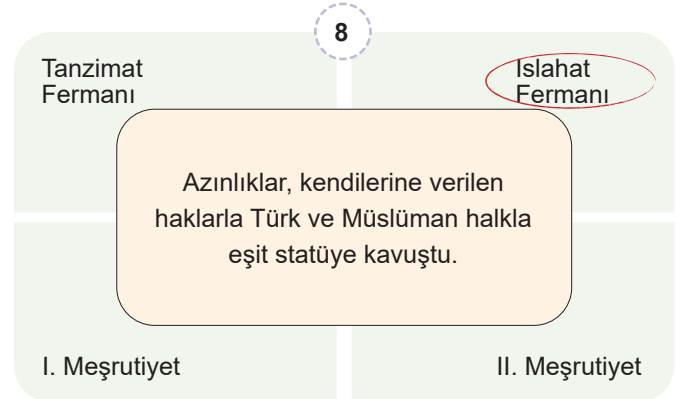 8
Tanzimat
Fermanı
Islahat
Fermanı
Azınlıklar, kendilerine verilen
haklarla Türk ve Müslüman halkla
eşit statüye kavuştu.
I. Meşrutiyet
II. Meşrutiyet